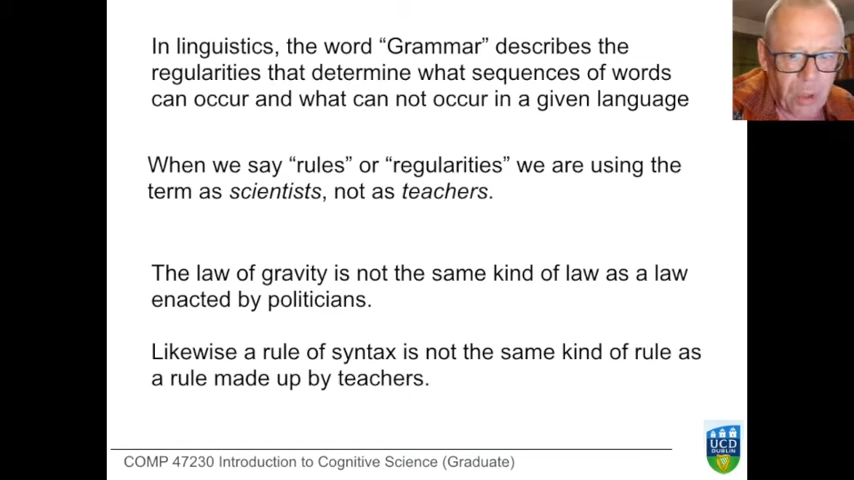 In linguistics, the word “Grammar” describes the
regularities that determine what sequences of words
can occur and what can not occur in a given language
When we say “rules” or “regularities” we are using the
term as scientists, not as teachers.
The law of gravity is not the same kind of law as a law
enacted by politicians.
Likewise a rule of syntax is not the same kind of rule as
a rule made up by teachers.
COMP 47230 Introduction to Cognitive Science (Graduate)
UCD
DUBLIN